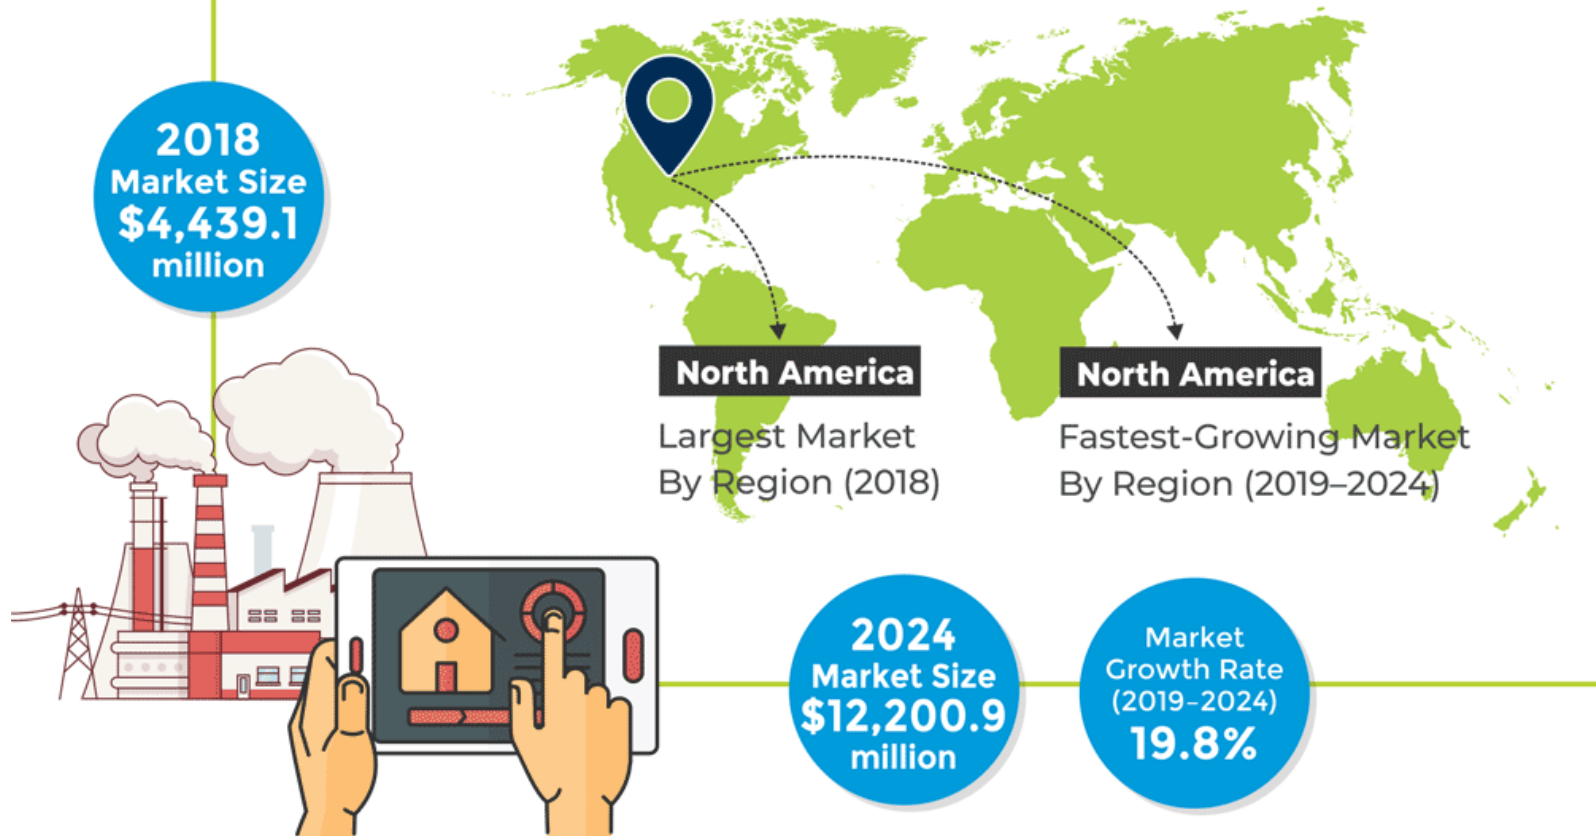 2018
Market Size
$4,439.1
million
North America
Largest Market
By Region (2018)
North America
Fastest-Growing Market
By Region (2019–2024)
2024
Market Size
$12,200.9
million
Market
Growth Rate
(2019–2024)
19.8%